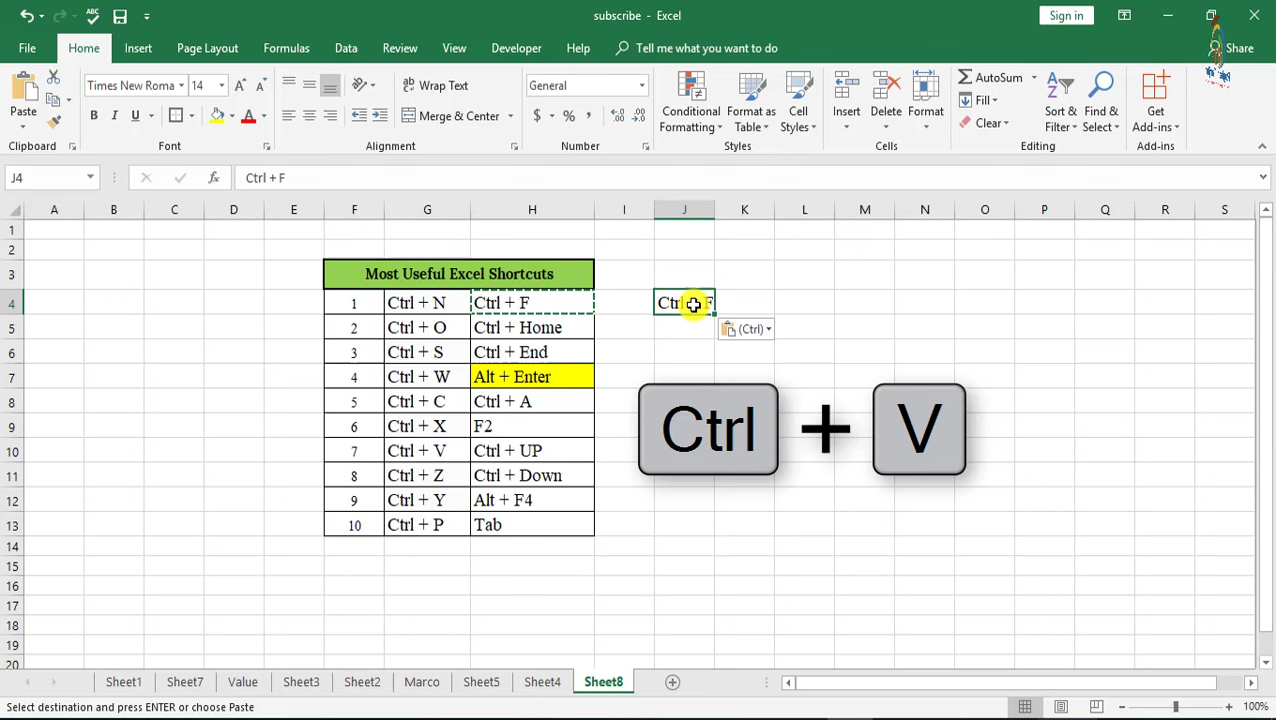 subscribe - Excel
Sign in
File Home Insert Page Layout Formulas Data Review View Developer Help Tell me what you want to do Share
Times New Roma 14 Wrap Text General AutoSum
Paste Merge & Center Conditional Formatting Format as Table Cell Styles Insert Delete Format Fill Sort & Filter Find & Select Get Add-ins
Clear
Clipboard Font Alignment Number Styles Cells Editing Add-ins
J4 fx Ctrl + F
A B C D E F G H I J K L M N O P Q R S
1
2
3 Most Useful Excel Shortcuts
4 1 Ctrl + N Ctrl + F Ctrl + F
5 2 Ctrl + O Ctrl + Home (Ctrl)
6 3 Ctrl + S Ctrl + End
7 4 Ctrl + W Alt + Enter
8 5 Ctrl + C Ctrl + A
9 6 Ctrl + X F2 Ctrl + V
10 7 Ctrl + V Ctrl + UP
11 8 Ctrl + Z Ctrl + Down
12 9 Ctrl + Y Alt + F4
13 10 Ctrl + P Tab
14
15
16
17
18
19
20
Sheet1 Sheet7 Value Sheet3 Sheet2 Marco Sheet5 Sheet4 Sheet8
Select destination and press ENTER or choose Paste 100%